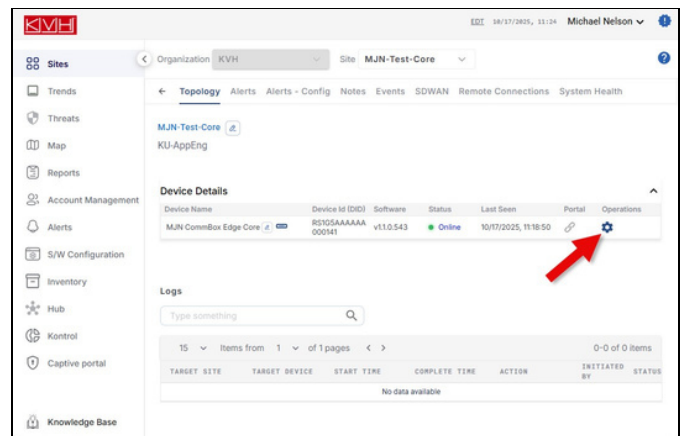 KVH
EDT 10/17/2025, 11:24 Michael Nelson
Sites
Trends
Threats
Map
Reports
Account Management
Alerts
S/W Configuration
Inventory
Hub
Kontrol
Captive portal
Knowledge Base
Organization KVH Site MJN-Test-Core
Topology Alerts Alerts - Config Notes Events SDWAN Remote Connections System Health
MJN-Test-Core
KU-AppEng
Device Details
Device Name Device Id (DID) Software Status Last Seen Portal Operations
MJN CommBox Edge Core RS105AAAAAA000141 v1.1.0.543 Online 10/17/2025, 11:18:50
Logs
Type something
15 Items from 1 of 1 pages 0-0 of 0 items
TARGET SITE TARGET DEVICE START TIME COMPLETE TIME ACTION INITIATED BY STATUS
No data available